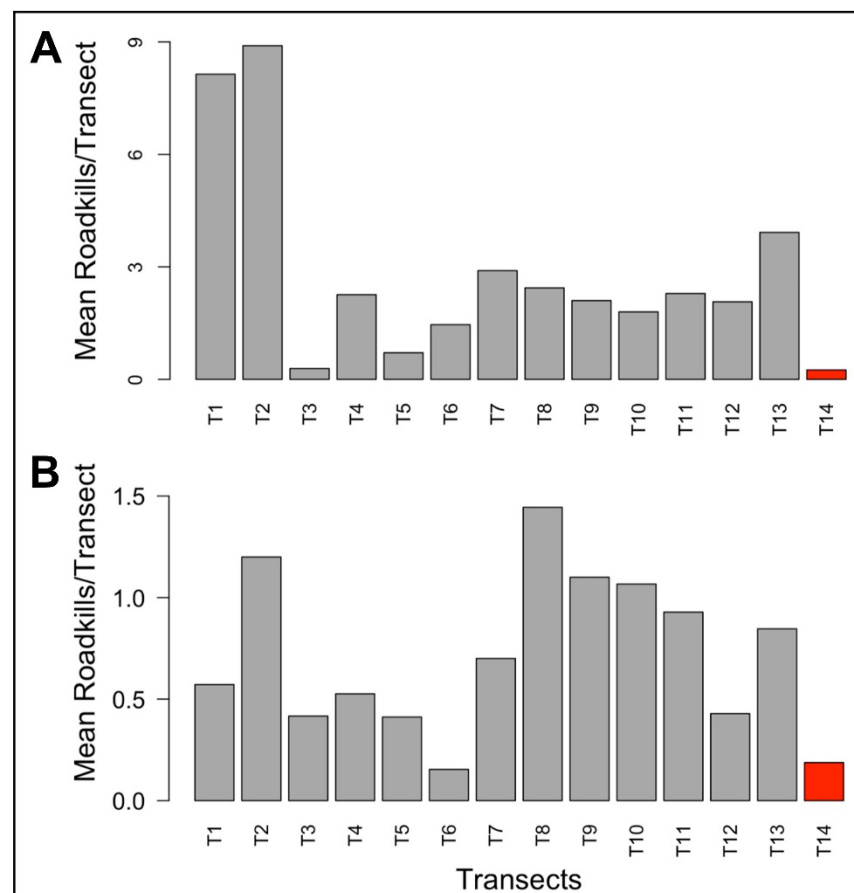 A
Mean Roadkills/Transect
9
6
3
0
T1 T2 T3 T4 T5 T6 T7 T8 T9 T10 T11 T12 T13 T14
B
Mean Roadkills/Transect
1.5
1.0
0.5
0.0
T1 T2 T3 T4 T5 T6 T7 T8 T9 T10 T11 T12 T13 T14
Transects